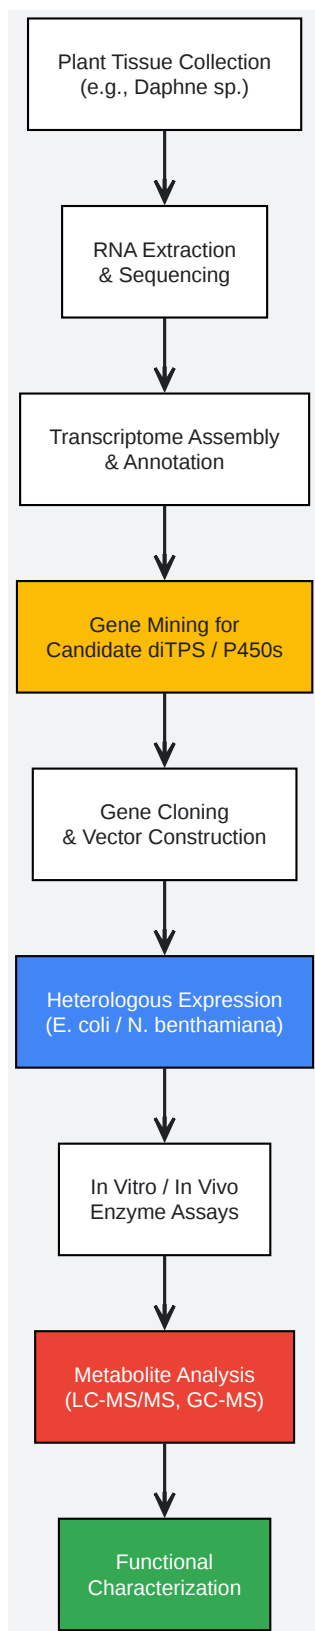 Plant Tissue Collection
(e.g., Daphne sp.)
RNA Extraction
& Sequencing
Transcriptome Assembly
& Annotation
Gene Mining for
Candidate diTPS / P450s
Gene Cloning
& Vector Construction
Heterologous Expression
(E. coli / N. benthamiana)
In Vitro / In Vivo
Enzyme Assays
Metabolite Analysis
(LC-MS/MS, GC-MS)
Functional
Characterization